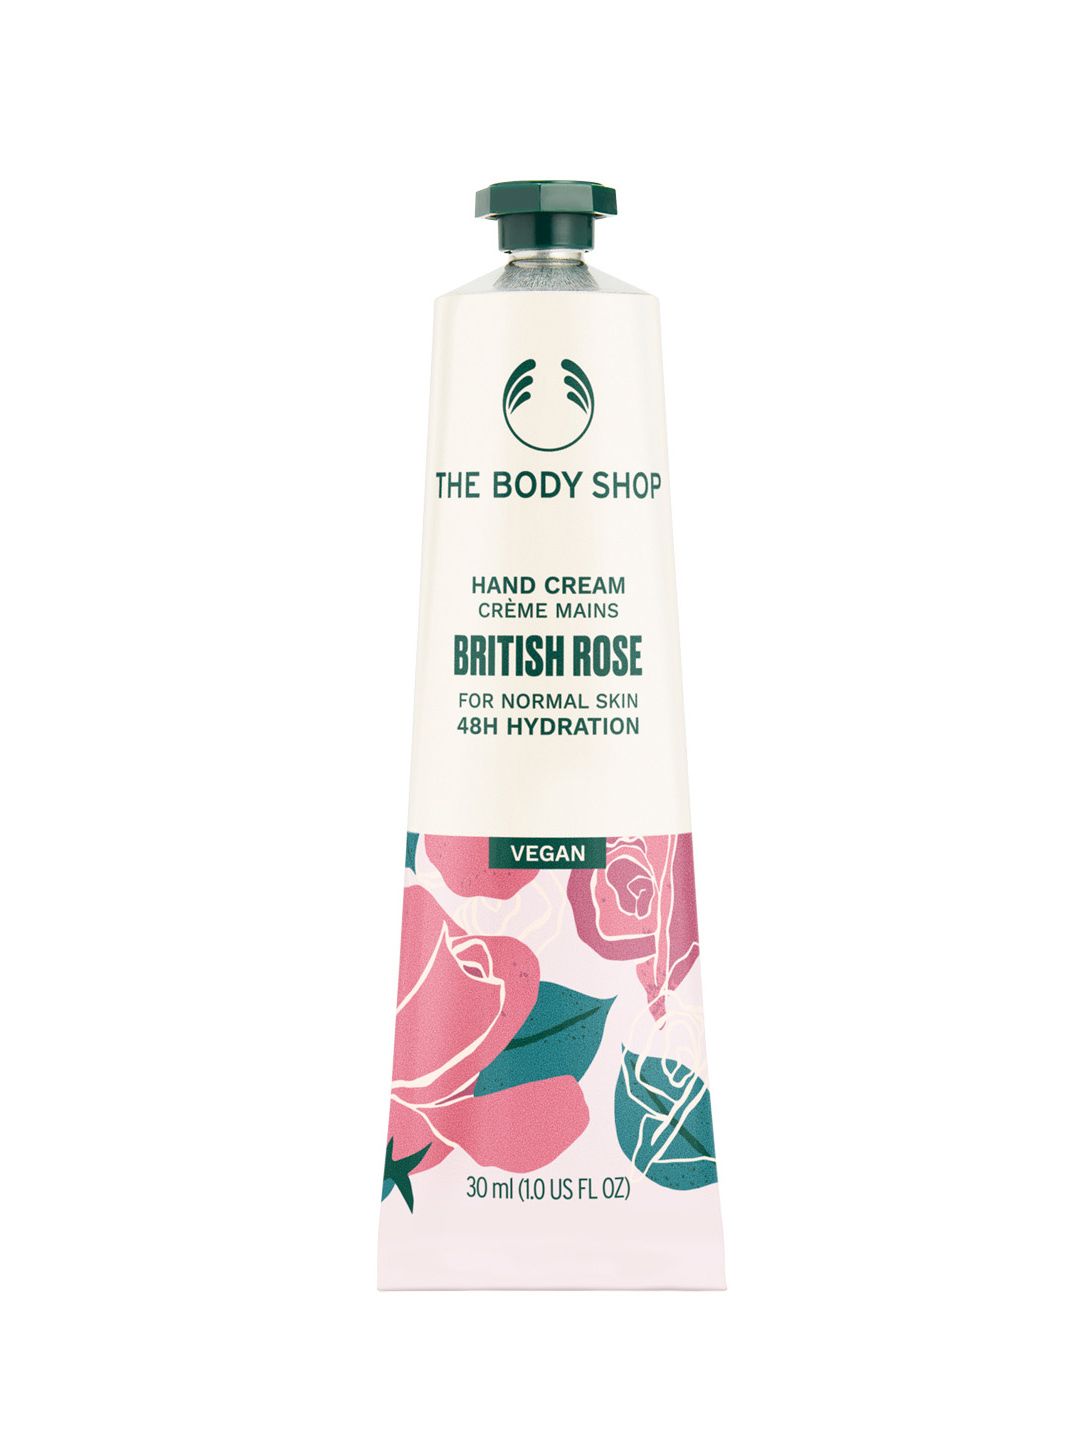 THE BODY SHOP
HAND CREAM
CRÈME MAINS
BRITISH ROSE
FOR NORMAL SKIN
48H HYDRATION
VEGAN
30 ml (1.0 US FL OZ)